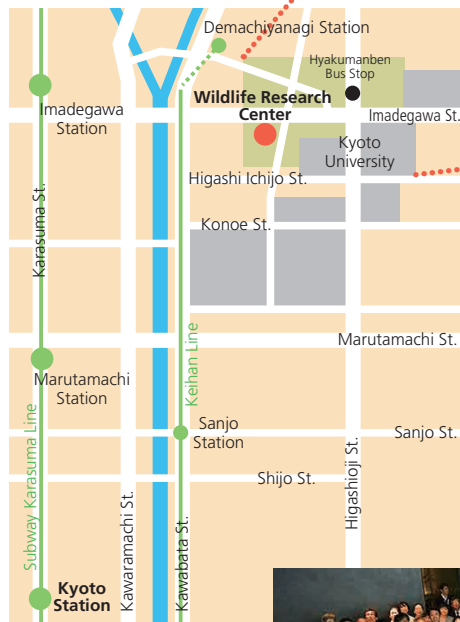 Demachiyanagi Station
Hyakumanben
Bus Stop
Wildlife Research
Center
Imadegawa
Station
Imadegawa St.
Kyoto
University
Higashi Ichijo St.
Karasuma St.
Konoe St.
Marutamachi St.
Keihan Line
Marutamachi
Station
Sanjo
Station
Sanjo St.
Subway Karasuma Line
Shijo St.
Higashioji St.
Kawaramachi St.
Kawabata St.
Kyoto
Station